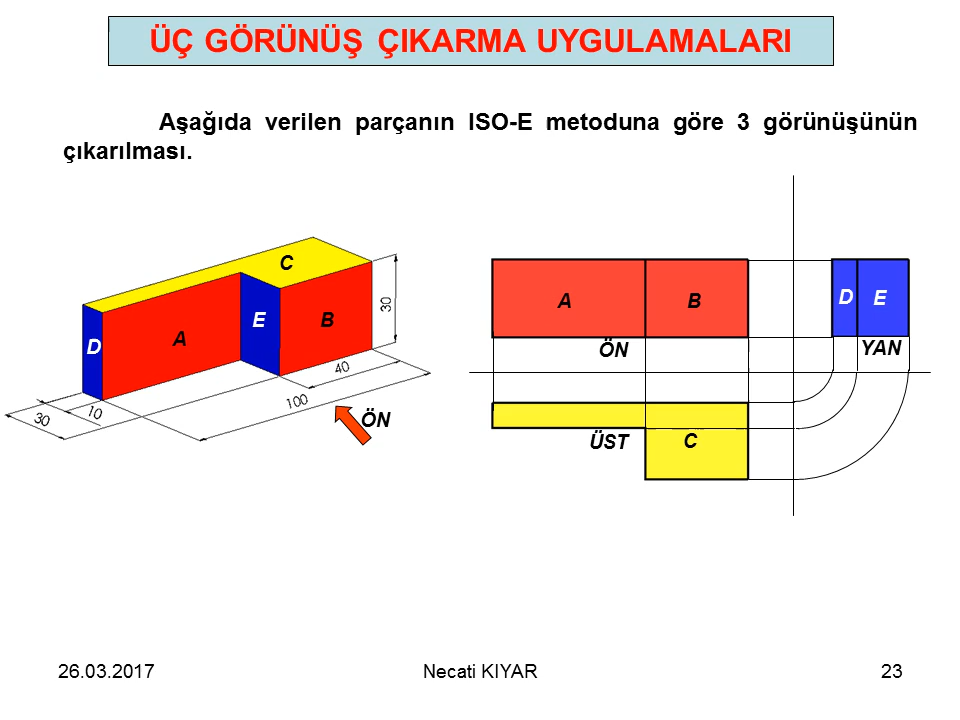 ÜÇ GÖRÜNÜŞ ÇIKARMA UYGULAMALARI
Aşağıda verilen parçanın ISO-E metoduna göre 3 görünüşünün
çıkarılması.
C
E
B
D
A
30
40
100
10
30
ÖN
A
B
D
E
ÖN
YAN
ÜST
C
26.03.2017
Necati KIYAR
23